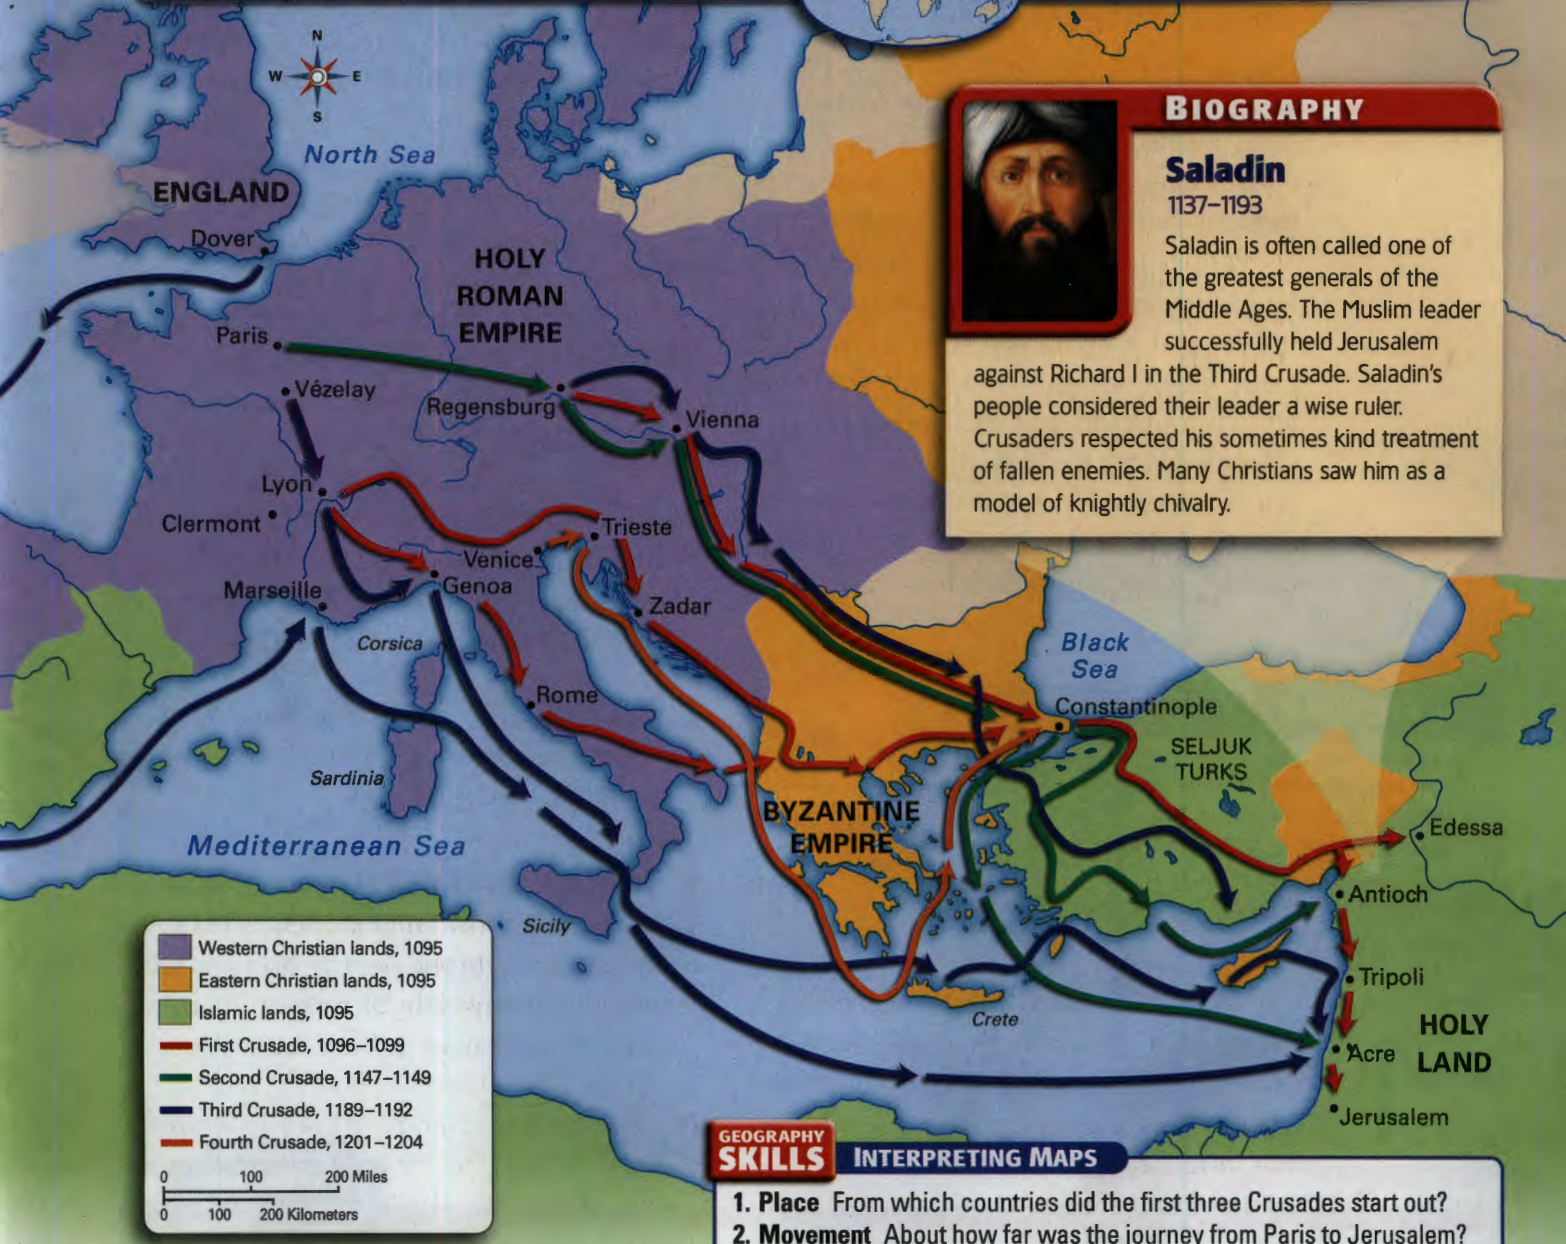 N
W E
S
North Sea
ENGLAND
Dover
HOLY
ROMAN
EMPIRE
Paris
Vézelay
Regensburg
Vienna
Lyon
Clermont
Trieste
Venice
Genoa
Marseille
Zadar
Corsica
Rome
Black
Sea
Constantinople
SELJUK
TURKS
Sardinia
BYZANTINE
EMPIRE
Mediterranean Sea
Edessa
Antioch
Sicily
Tripoli
Crete
HOLY
LAND
Acre
Jerusalem
BIOGRAPHY
Saladin
1137–1193
Saladin is often called one of
the greatest generals of the
Middle Ages. The Muslim leader
successfully held Jerusalem
against Richard I in the Third Crusade. Saladin's
people considered their leader a wise ruler.
Crusaders respected his sometimes kind treatment
of fallen enemies. Many Christians saw him as a
model of knightly chivalry.
Western Christian lands, 1095
Eastern Christian lands, 1095
Islamic lands, 1095
First Crusade, 1096–1099
Second Crusade, 1147–1149
Third Crusade, 1189–1192
Fourth Crusade, 1201–1204
0 100 200 Miles
0 100 200 Kilometers
GEOGRAPHY
SKILLS INTERPRETING MAPS
1. Place From which countries did the first three Crusades start out?
2. Movement About how far was the journey from Paris to Jerusalem?